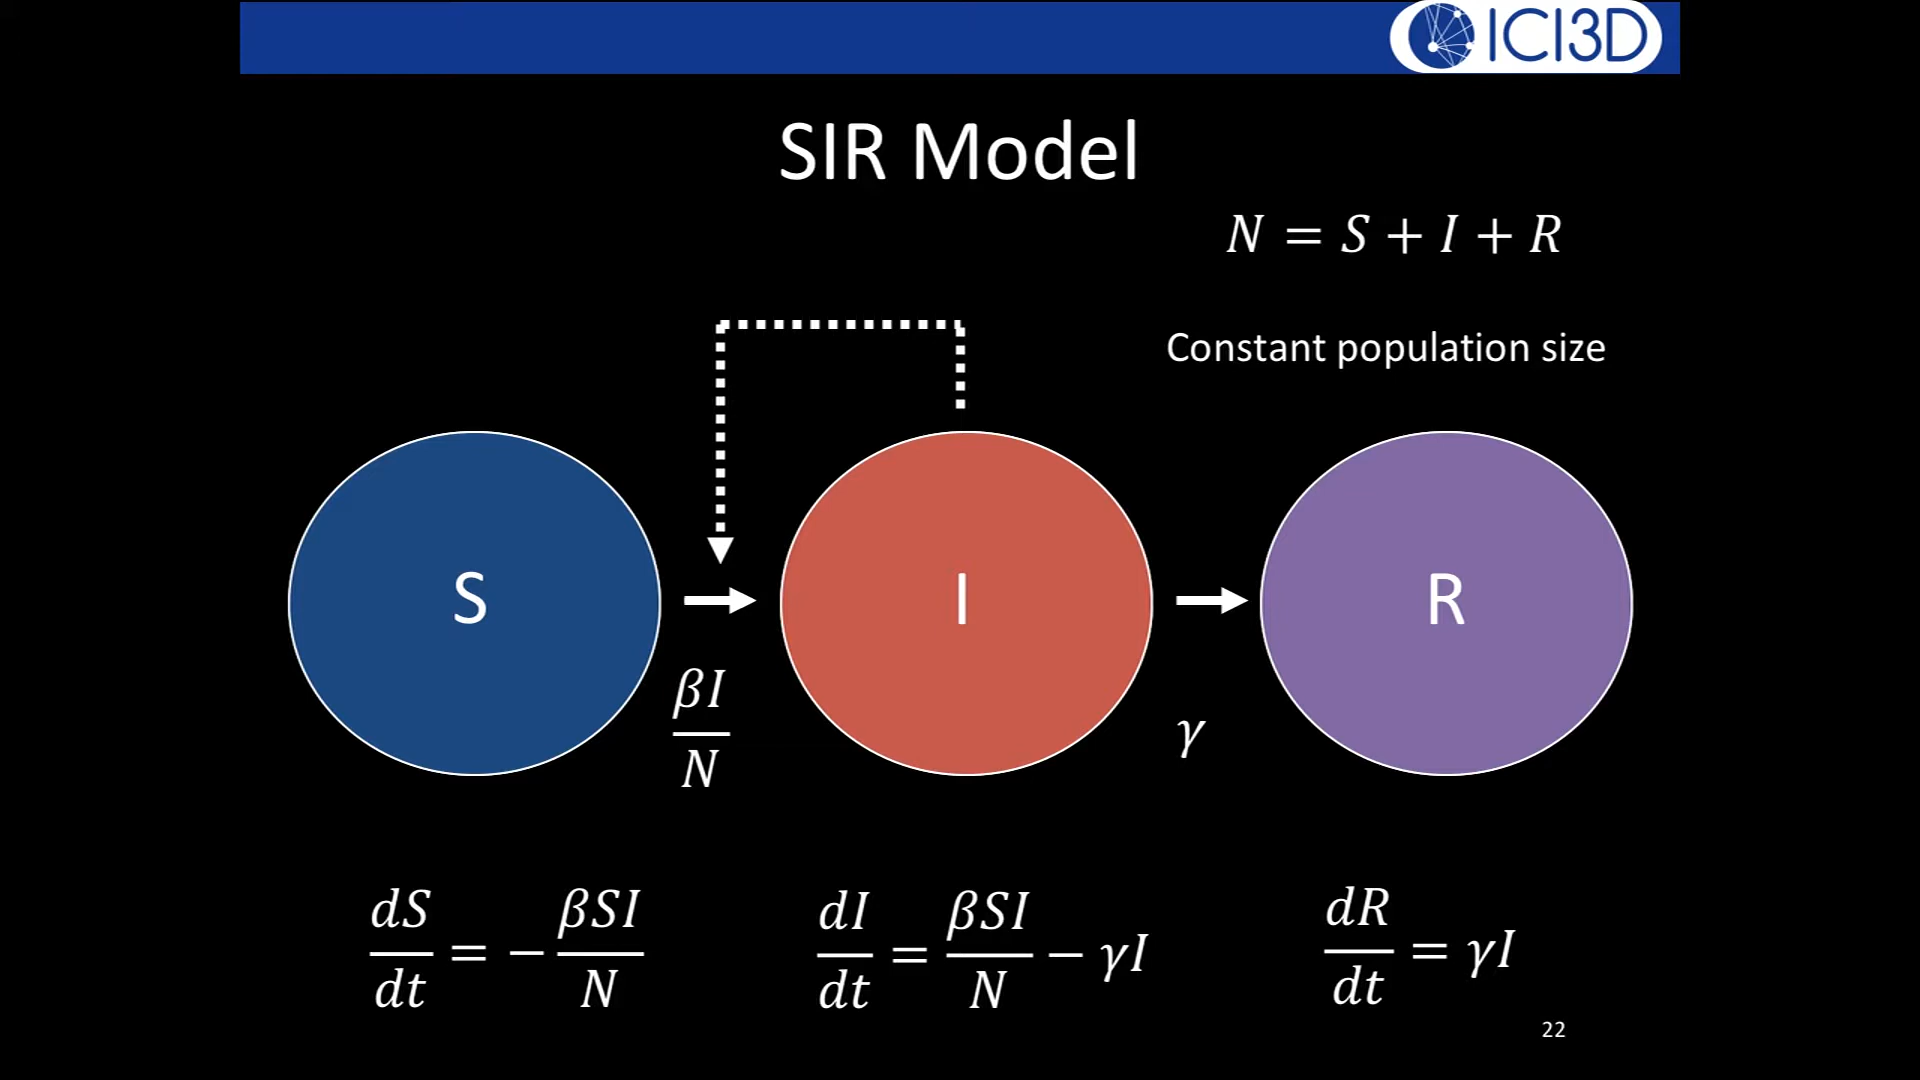 ICI3D
SIR Model
N = S + I + R
Constant population size
S
I
R
βI/N
γ
dS/dt = − βSI/N
dI/dt = βSI/N − γI
dR/dt = γI
22